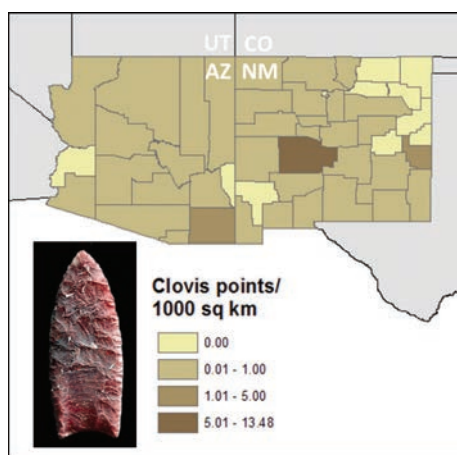 UT CO
AZ NM
Clovis points/
1000 sq km
0.00
0.01 - 1.00
1.01 - 5.00
5.01 - 13.48